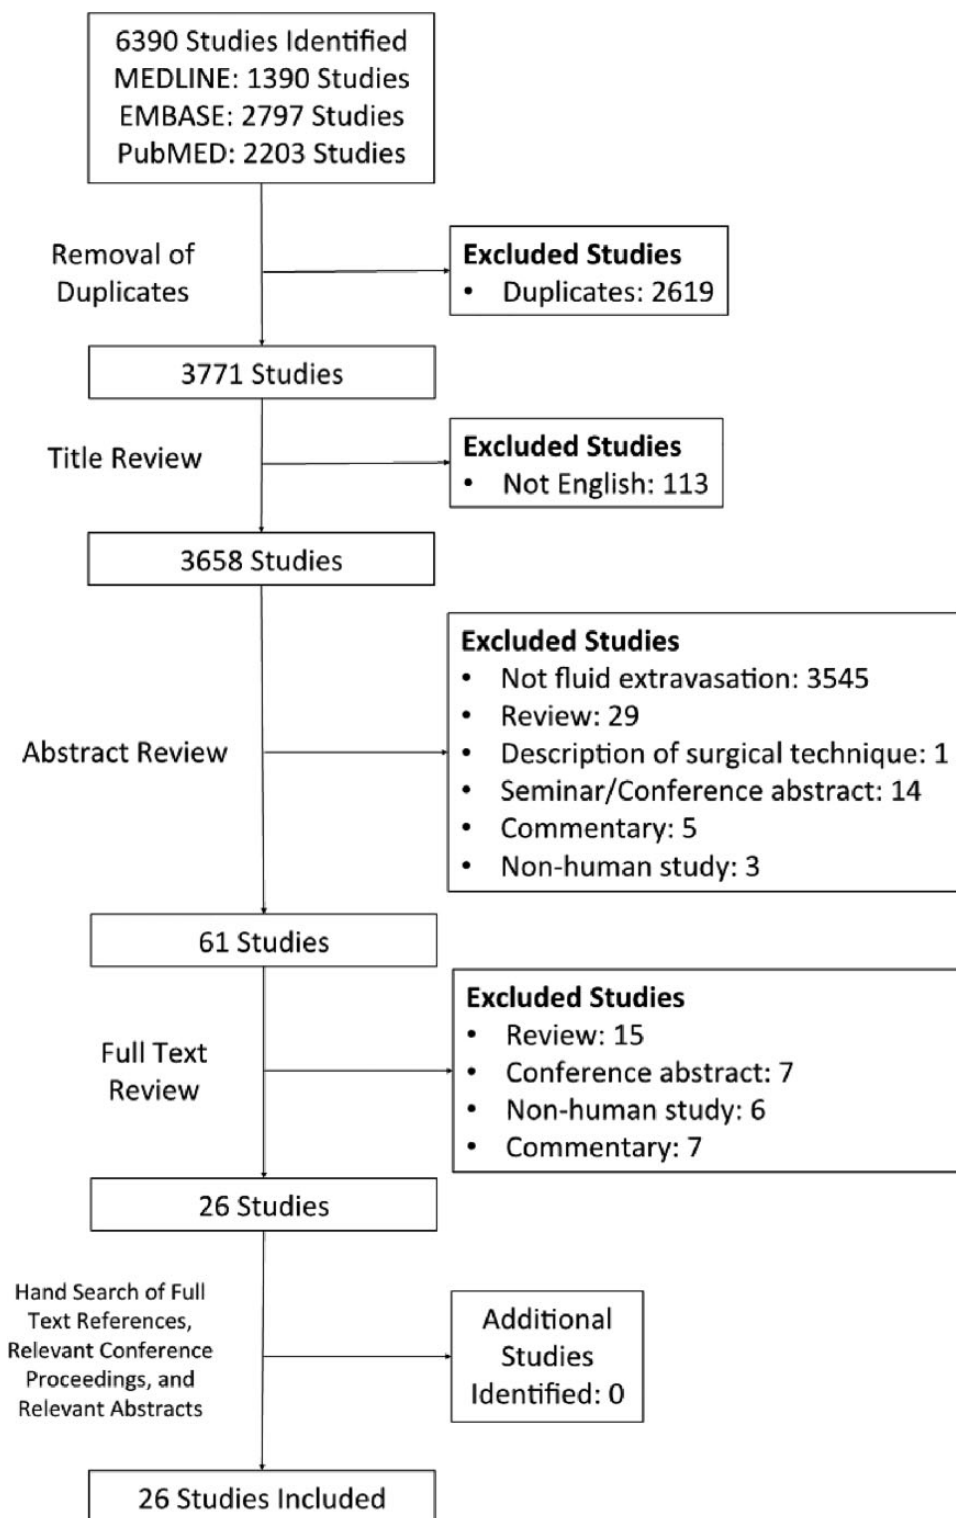 6390 Studies Identified
MEDLINE: 1390 Studies
EMBASE: 2797 Studies
PubMED: 2203 Studies
Removal of
Duplicates
Excluded Studies
• Duplicates: 2619
3771 Studies
Title Review
Excluded Studies
• Not English: 113
3658 Studies
Abstract Review
Excluded Studies
• Not fluid extravasation: 3545
• Review: 29
• Description of surgical technique: 1
• Seminar/Conference abstract: 14
• Commentary: 5
• Non-human study: 3
61 Studies
Full Text
Review
Excluded Studies
• Review: 15
• Conference abstract: 7
• Non-human study: 6
• Commentary: 7
26 Studies
Hand Search of Full
Text References,
Relevant Conference
Proceedings, and
Relevant Abstracts
Additional
Studies
Identified: 0
26 Studies Included